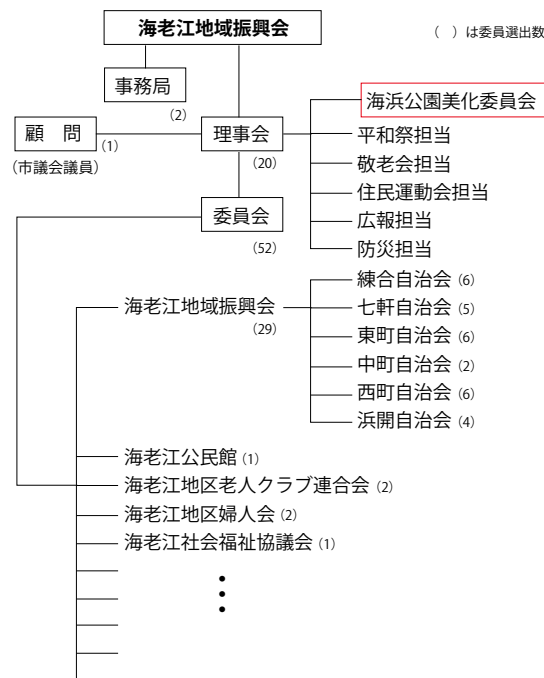 海老江地域振興会
( )は委員選出数
事務局
(2)
海浜公園美化委員会
顧 問
(1)
理事会
平和祭担当
(市議会議員)
(20)
敬老会担当
住民運動会担当
委員会
広報担当
(52)
防災担当
練合自治会 (6)
海老江地域振興会
七軒自治会 (5)
(29)
東町自治会 (6)
中町自治会 (2)
西町自治会 (6)
浜開自治会 (4)
海老江公民館 (1)
海老江地区老人クラブ連合会 (2)
海老江地区婦人会 (2)
海老江社会福祉協議会 (1)